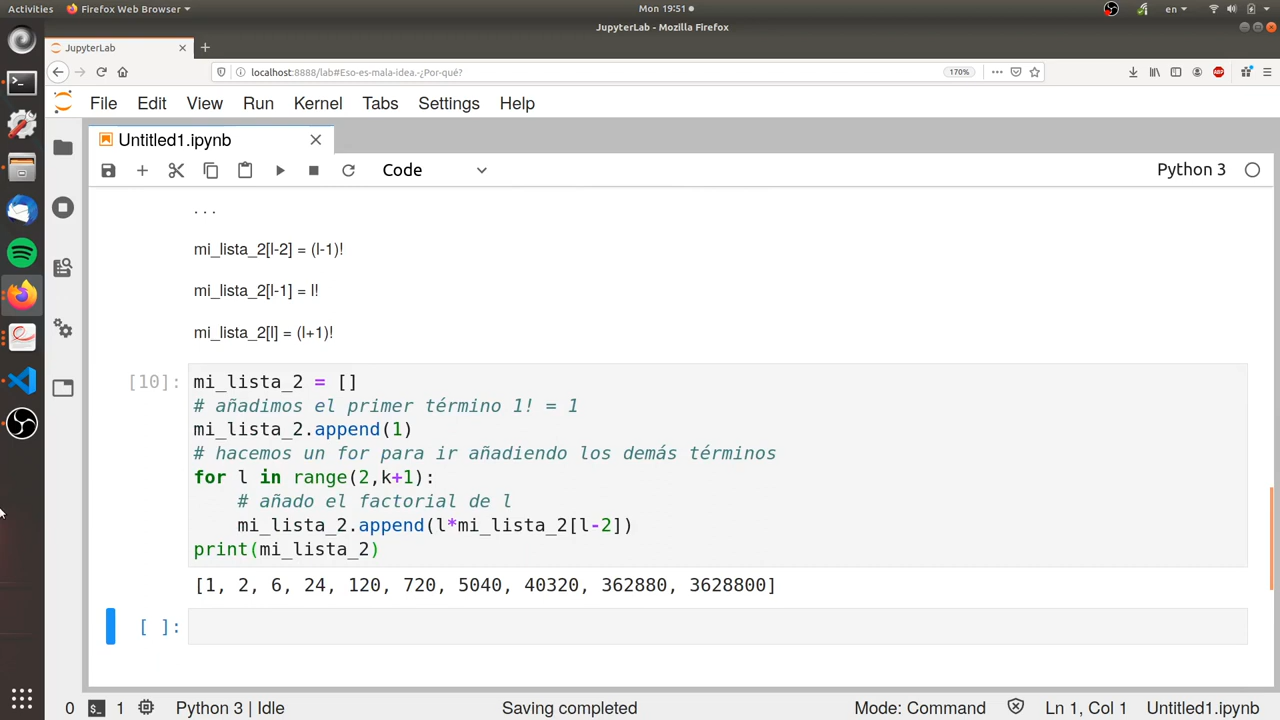 Activities
Firefox Web Browser
Mon 19:51
en
JupyterLab - Mozilla Firefox
JupyterLab
localhost:8888/lab#Eso-es-mala-idea.-¿Por-qué?
170%
ABP
File Edit View Run Kernel Tabs Settings Help
Untitled1.ipynb
Code
Python 3
. . .
mi_lista_2[l-2] = (l-1)!
mi_lista_2[l-1] = l!
mi_lista_2[l] = (l+1)!
[10]: mi_lista_2 = []
# añadimos el primer término 1! = 1
mi_lista_2.append(1)
# hacemos un for para ir añadiendo los demás términos
for l in range(2,k+1):
# añado el factorial de l
mi_lista_2.append(l*mi_lista_2[l-2])
print(mi_lista_2)
[1, 2, 6, 24, 120, 720, 5040, 40320, 362880, 3628800]
[ ]:
0 $_ 1 Python 3 | Idle Saving completed Mode: Command Ln 1, Col 1 Untitled1.ipynb